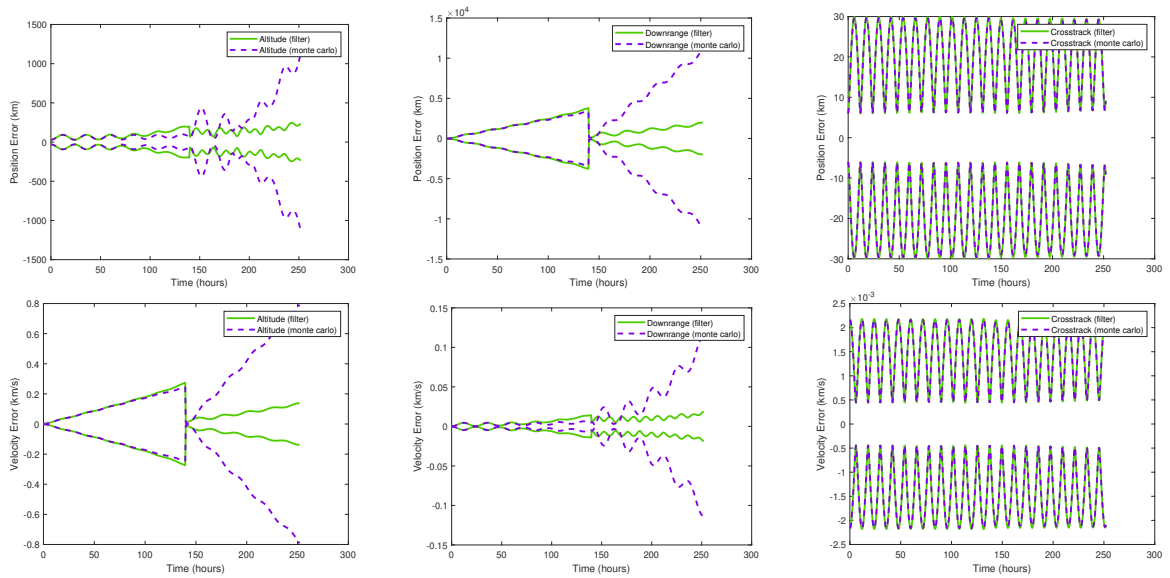 1500
1000
500
0
-500
-1000
-1500
0 50 100 150 200 250 300
Time (hours)
Position Error (km)
Altitude (filter)
Altitude (monte carlo)
1.5 ×10⁴
1
0.5
0
-0.5
-1
-1.5
0 50 100 150 200 250 300
Time (hours)
Position Error (km)
Downrange (filter)
Downrange (monte carlo)
30
20
10
0
-10
-20
-30
0 50 100 150 200 250 300
Time (hours)
Position Error (km)
Crosstrack (filter)
Crosstrack (monte carlo)
0.8
0.6
0.4
0.2
0
-0.2
-0.4
-0.6
-0.8
0 50 100 150 200 250 300
Time (hours)
Velocity Error (km/s)
Altitude (filter)
Altitude (monte carlo)
0.15
0.1
0.05
0
-0.05
-0.1
-0.15
0 50 100 150 200 250 300
Time (hours)
Velocity Error (km/s)
Downrange (filter)
Downrange (monte carlo)
2.5 ×10⁻³
2
1.5
1
0.5
0
-0.5
-1
-1.5
-2
-2.5
0 50 100 150 200 250 300
Time (hours)
Velocity Error (km/s)
Crosstrack (filter)
Crosstrack (monte carlo)